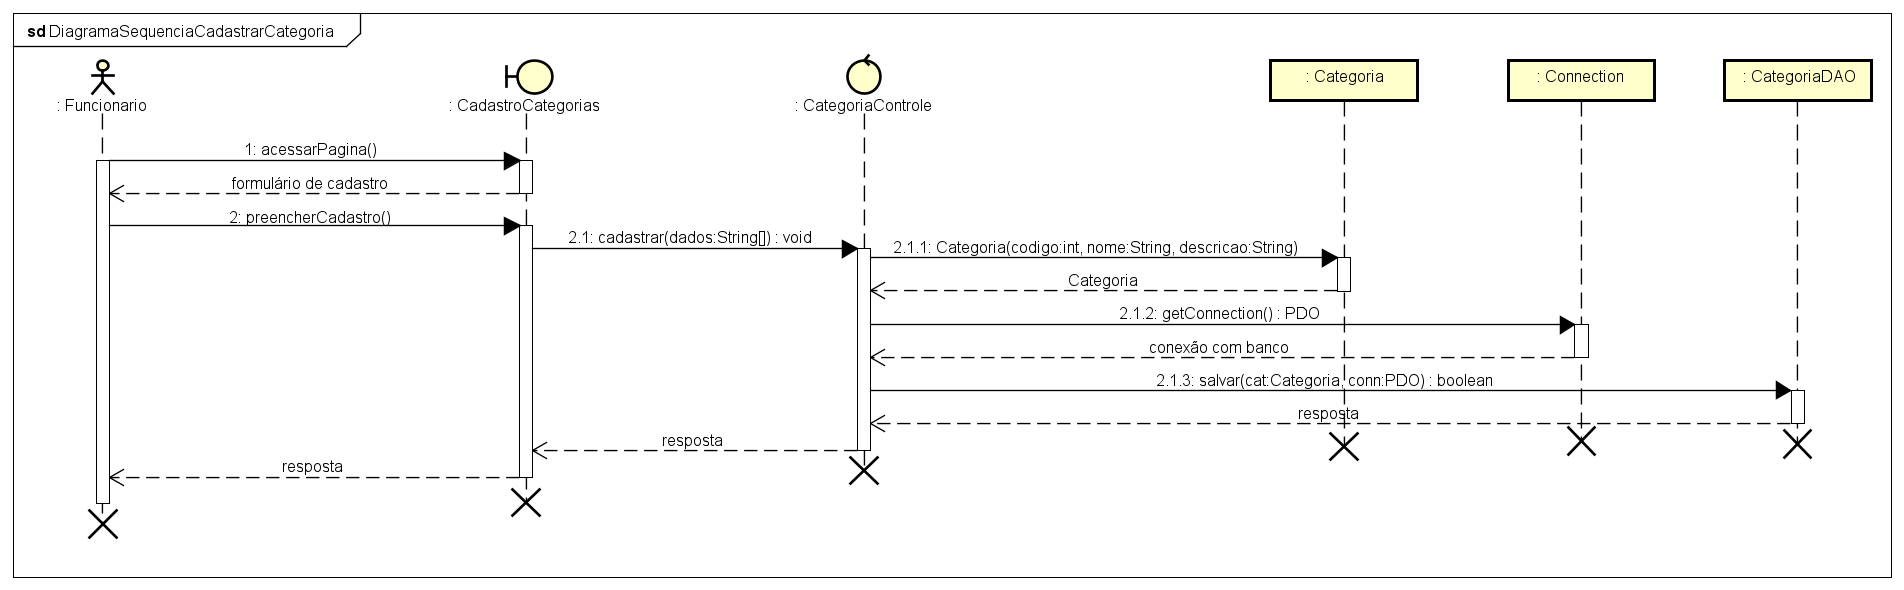 sd DiagramaSequenciaCadastrarCategoria
: Funcionario
: CadastroCategorias
: CategoriaControle
: Categoria
: Connection
: CategoriaDAO
1: acessarPagina()
formulário de cadastro
2: preencherCadastro()
2.1: cadastrar(dados:String[]) : void
2.1.1: Categoria(codigo:int, nome:String, descricao:String)
Categoria
2.1.2: getConnection() : PDO
conexão com banco
2.1.3: salvar(cat:Categoria, conn:PDO) : boolean
resposta
resposta
resposta